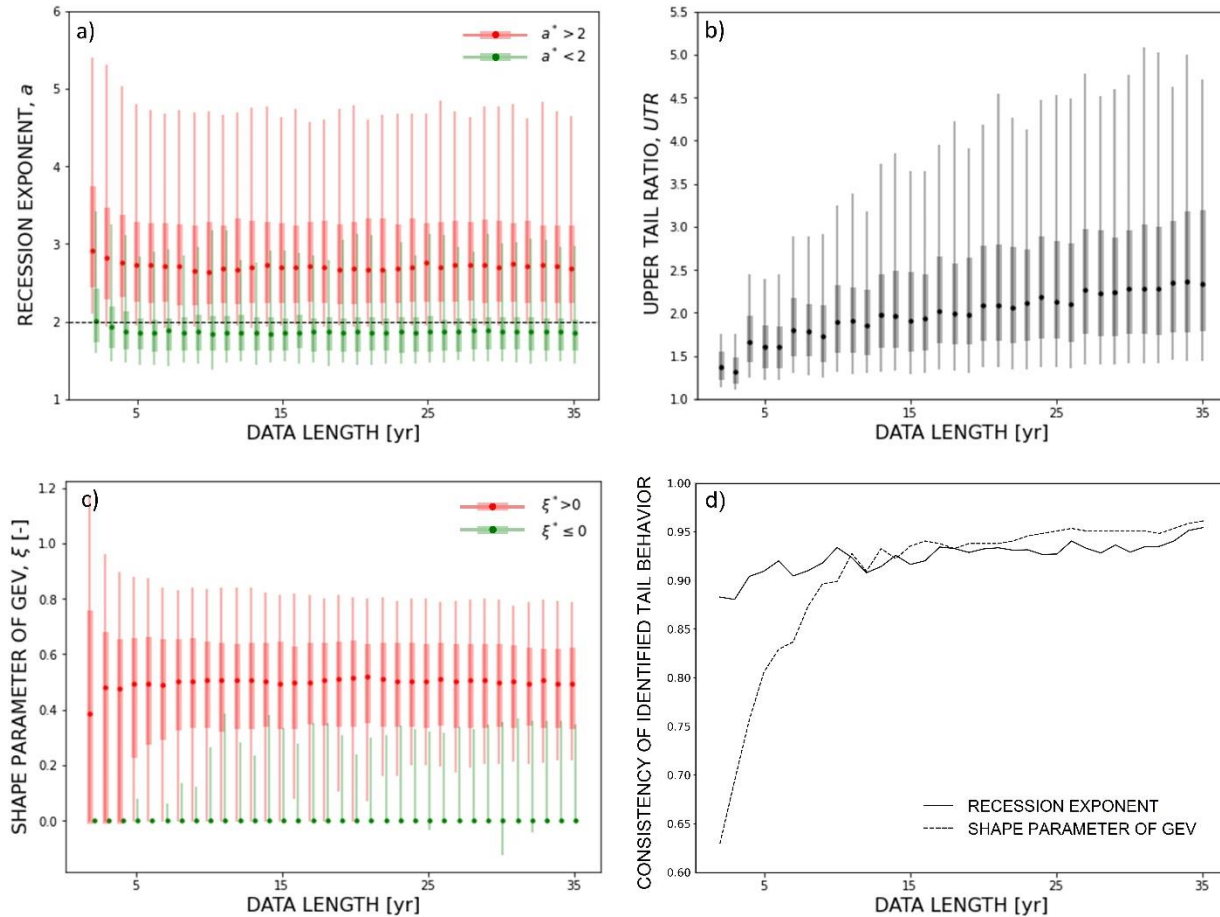 a)
a* > 2
a* < 2
RECESSION EXPONENT, a
6
5
4
3
2
1
5 15 25 35
DATA LENGTH [yr]
b)
UPPER TAIL RATIO, UTR
5.5
5.0
4.5
4.0
3.5
3.0
2.5
2.0
1.5
1.0
5 15 25 35
DATA LENGTH [yr]
c)
ξ* >0
ξ* ≤ 0
SHAPE PARAMETER OF GEV, ξ [-]
1.2
1.0
0.8
0.6
0.4
0.2
0.0
5 15 25 35
DATA LENGTH [yr]
d)
CONSISTENCY OF IDENTIFIED TAIL BEHAVIOR
1.00
0.95
0.90
0.85
0.80
0.75
0.70
0.65
0.60
RECESSION EXPONENT
SHAPE PARAMETER OF GEV
5 15 25 35
DATA LENGTH [yr]